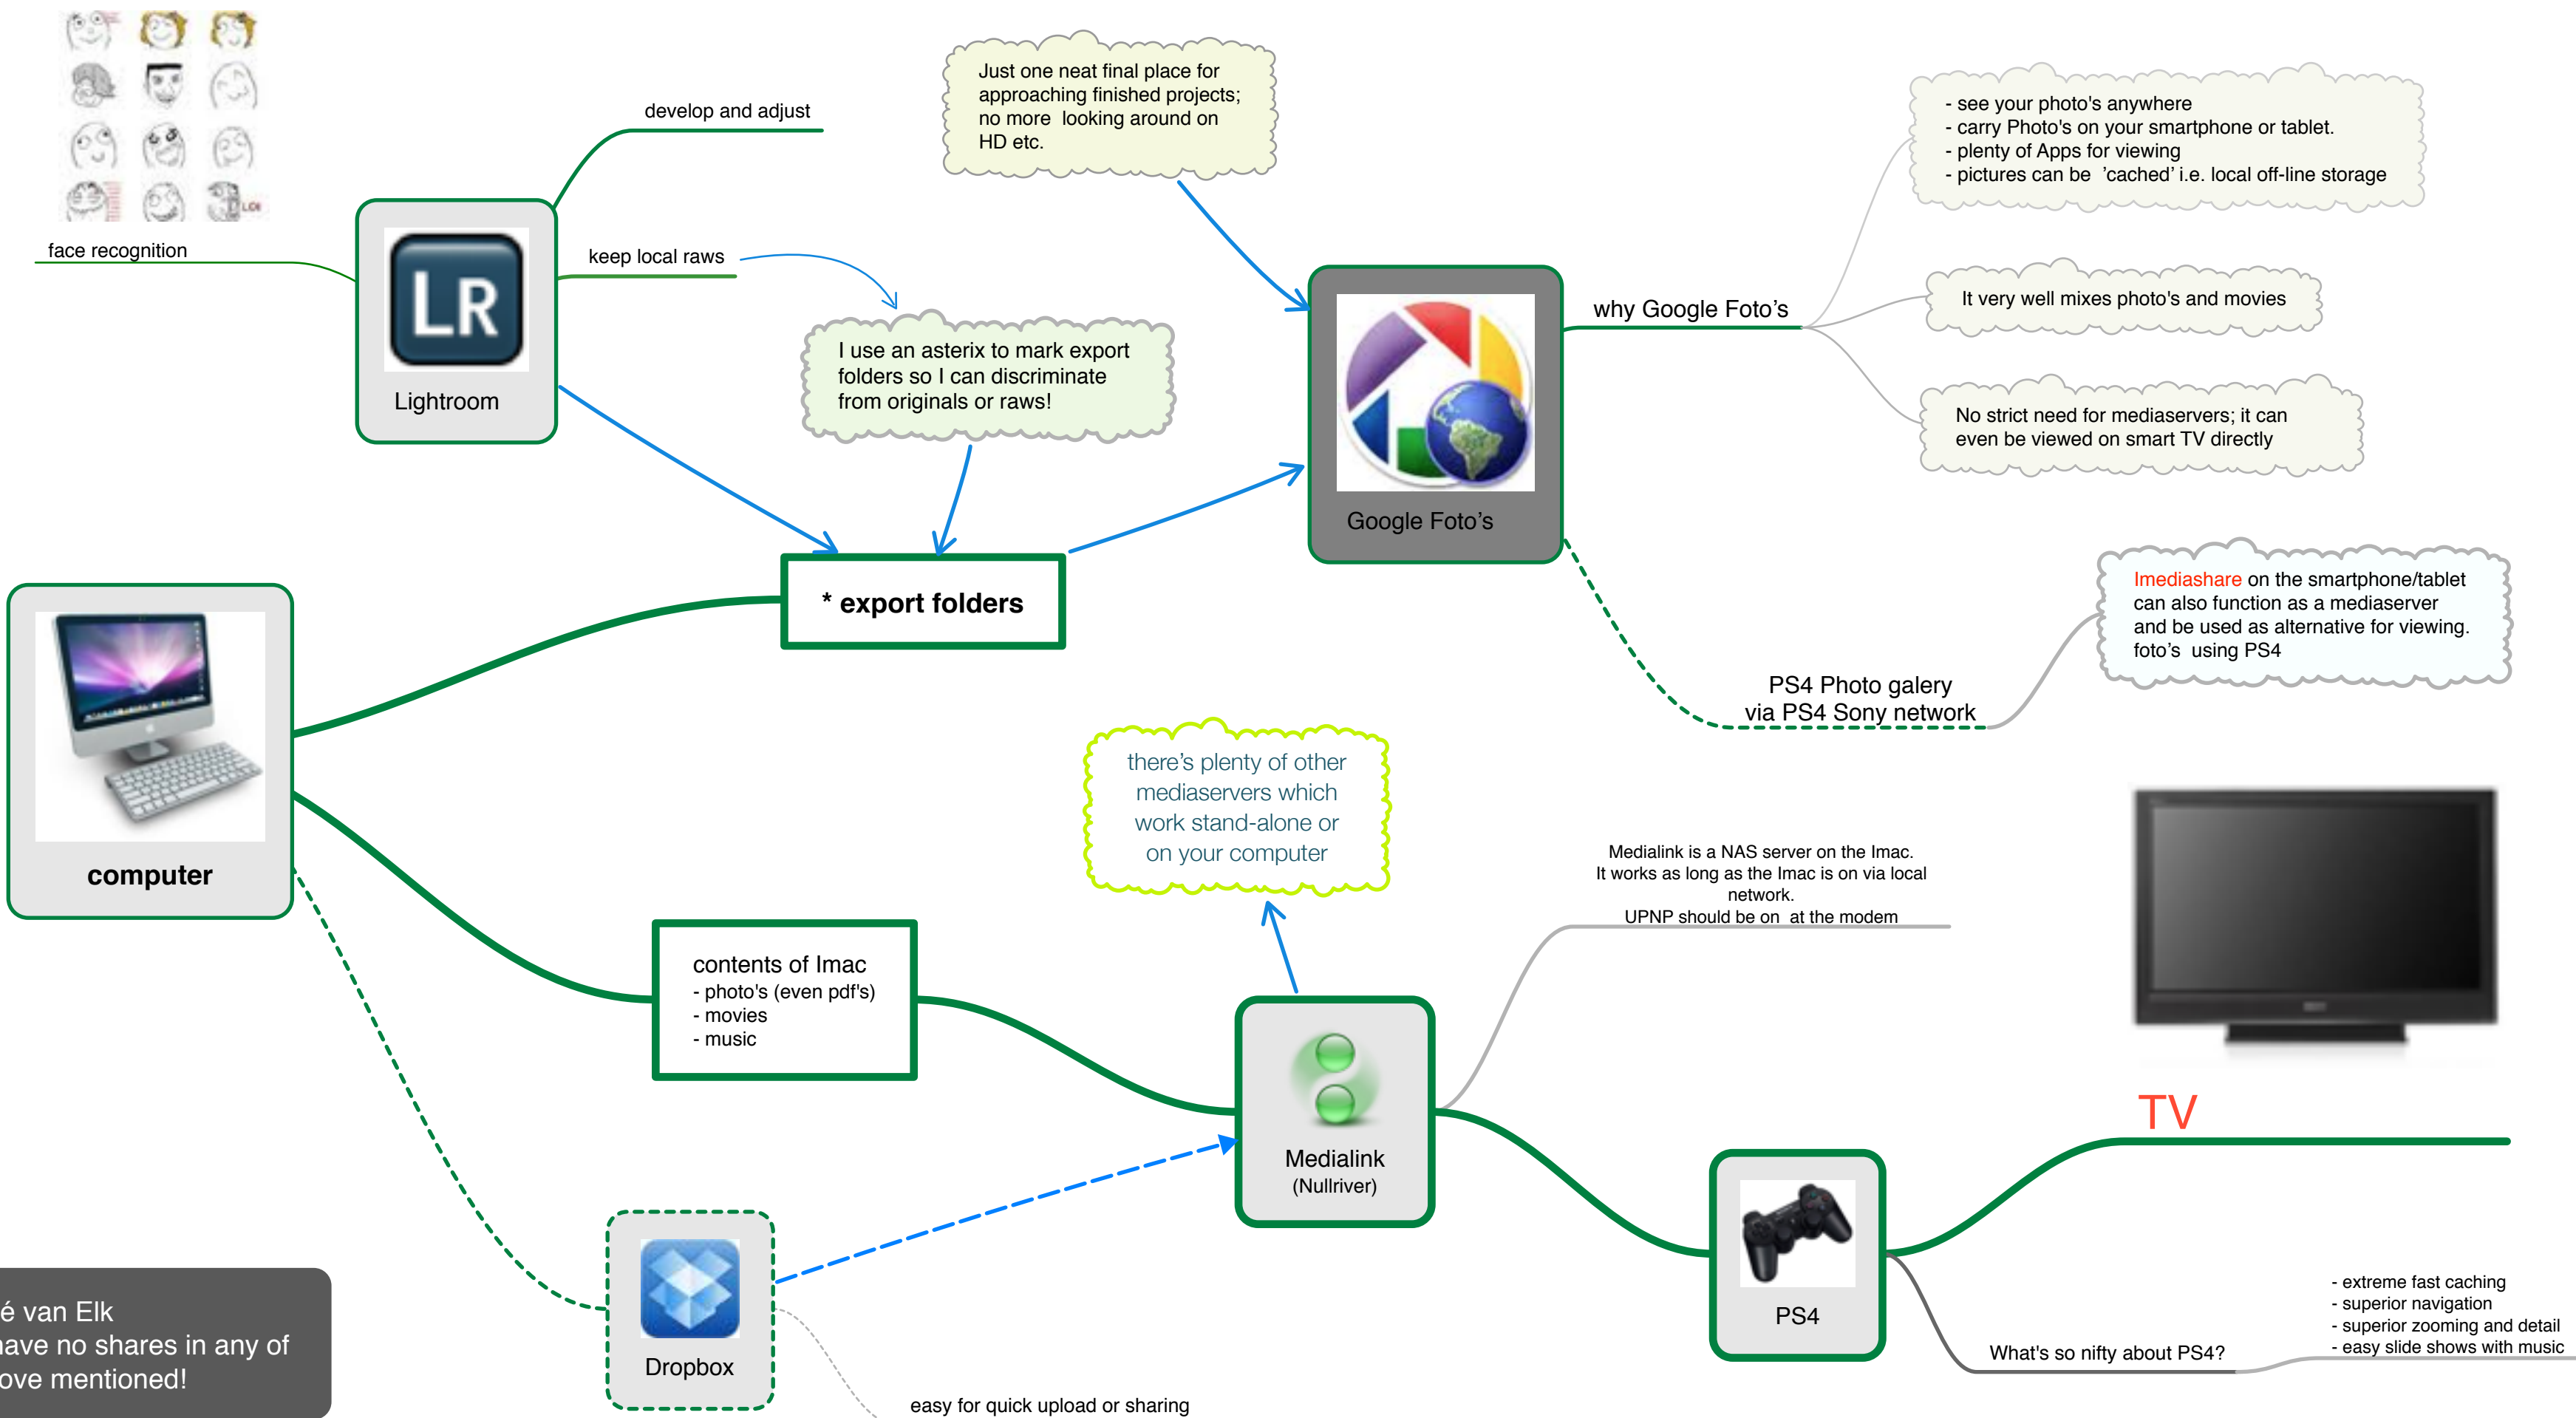 LOl
face recognition
LR
Lightroom
develop and adjust
keep local raws
Just one neat final place for
approaching finished projects;
no more  looking around on
HD etc.
I use an asterix to mark export
folders so I can discriminate
from originals or raws!
* export folders
Google Foto’s
why Google Foto’s
- see your photo's anywhere
- carry Photo's on your smartphone or tablet.
- plenty of Apps for viewing
- pictures can be  ’cached’ i.e. local off-line storage
It very well mixes photo's and movies
No strict need for mediaservers; it can
even be viewed on smart TV directly
Imediashare on the smartphone/tablet
can also function as a mediaserver
and be used as alternative for viewing.
foto’s  using PS4
PS4 Photo galery
via PS4 Sony network
computer
there’s plenty of other
mediaservers which
work stand-alone or
on your computer
contents of Imac
- photo's (even pdf's)
- movies
- music
Medialink is a NAS server on the Imac.
It works as long as the Imac is on via local
network.
UPNP should be on  at the modem
Medialink
(Nullriver)
TV
PS4
What's so nifty about PS4?
- extreme fast caching
- superior navigation
- superior zooming and detail
- easy slide shows with music
Dropbox
easy for quick upload or sharing
é van Elk
have no shares in any of
ove mentioned!